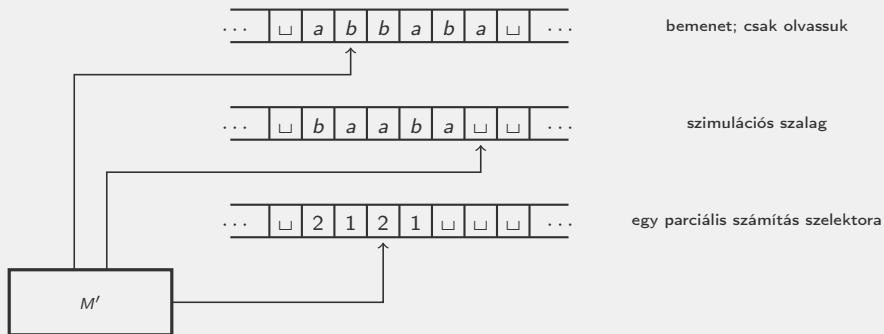 ··· ␣ a b b a b a ␣ ··· bemenet; csak olvassuk
··· ␣ b a a b a ␣ ␣ ··· szimulációs szalag
··· ␣ 2 1 2 1 ␣ ␣ ␣ ··· egy parciális számítás szelektora
M′